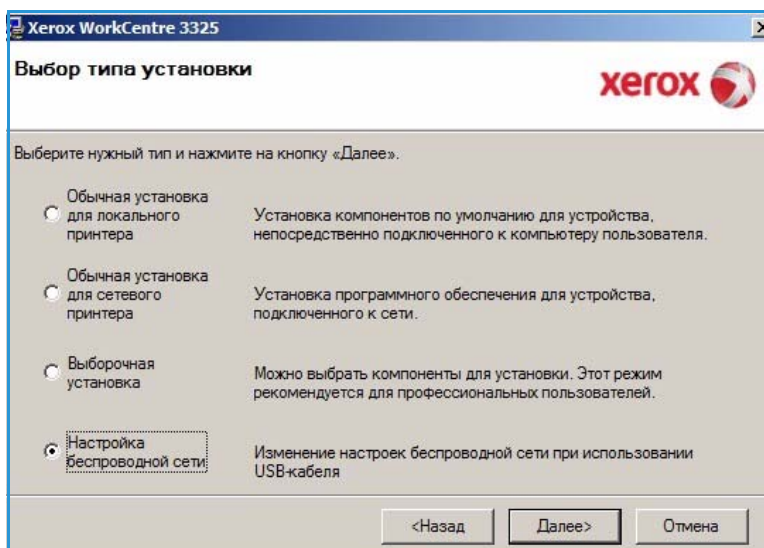 Xerox WorkCentre 3325
Выбор типа установки
xerox
Выберите нужный тип и нажмите на кнопку «Далее».
Обычная установка
для локального
принтера
Установка компонентов по умолчанию для устройства,
непосредственно подключенного к компьютеру пользователя.
Обычная установка
для сетевого
принтера
Установка программного обеспечения для устройства,
подключенного к сети.
Выборочная
установка
Можно выбрать компоненты для установки. Этот режим
рекомендуется для профессиональных пользователей.
Настройка
беспроводной сети
Изменение настроек беспроводной сети при использовании
USB-кабеля
<Назад
Далее>
Отмена